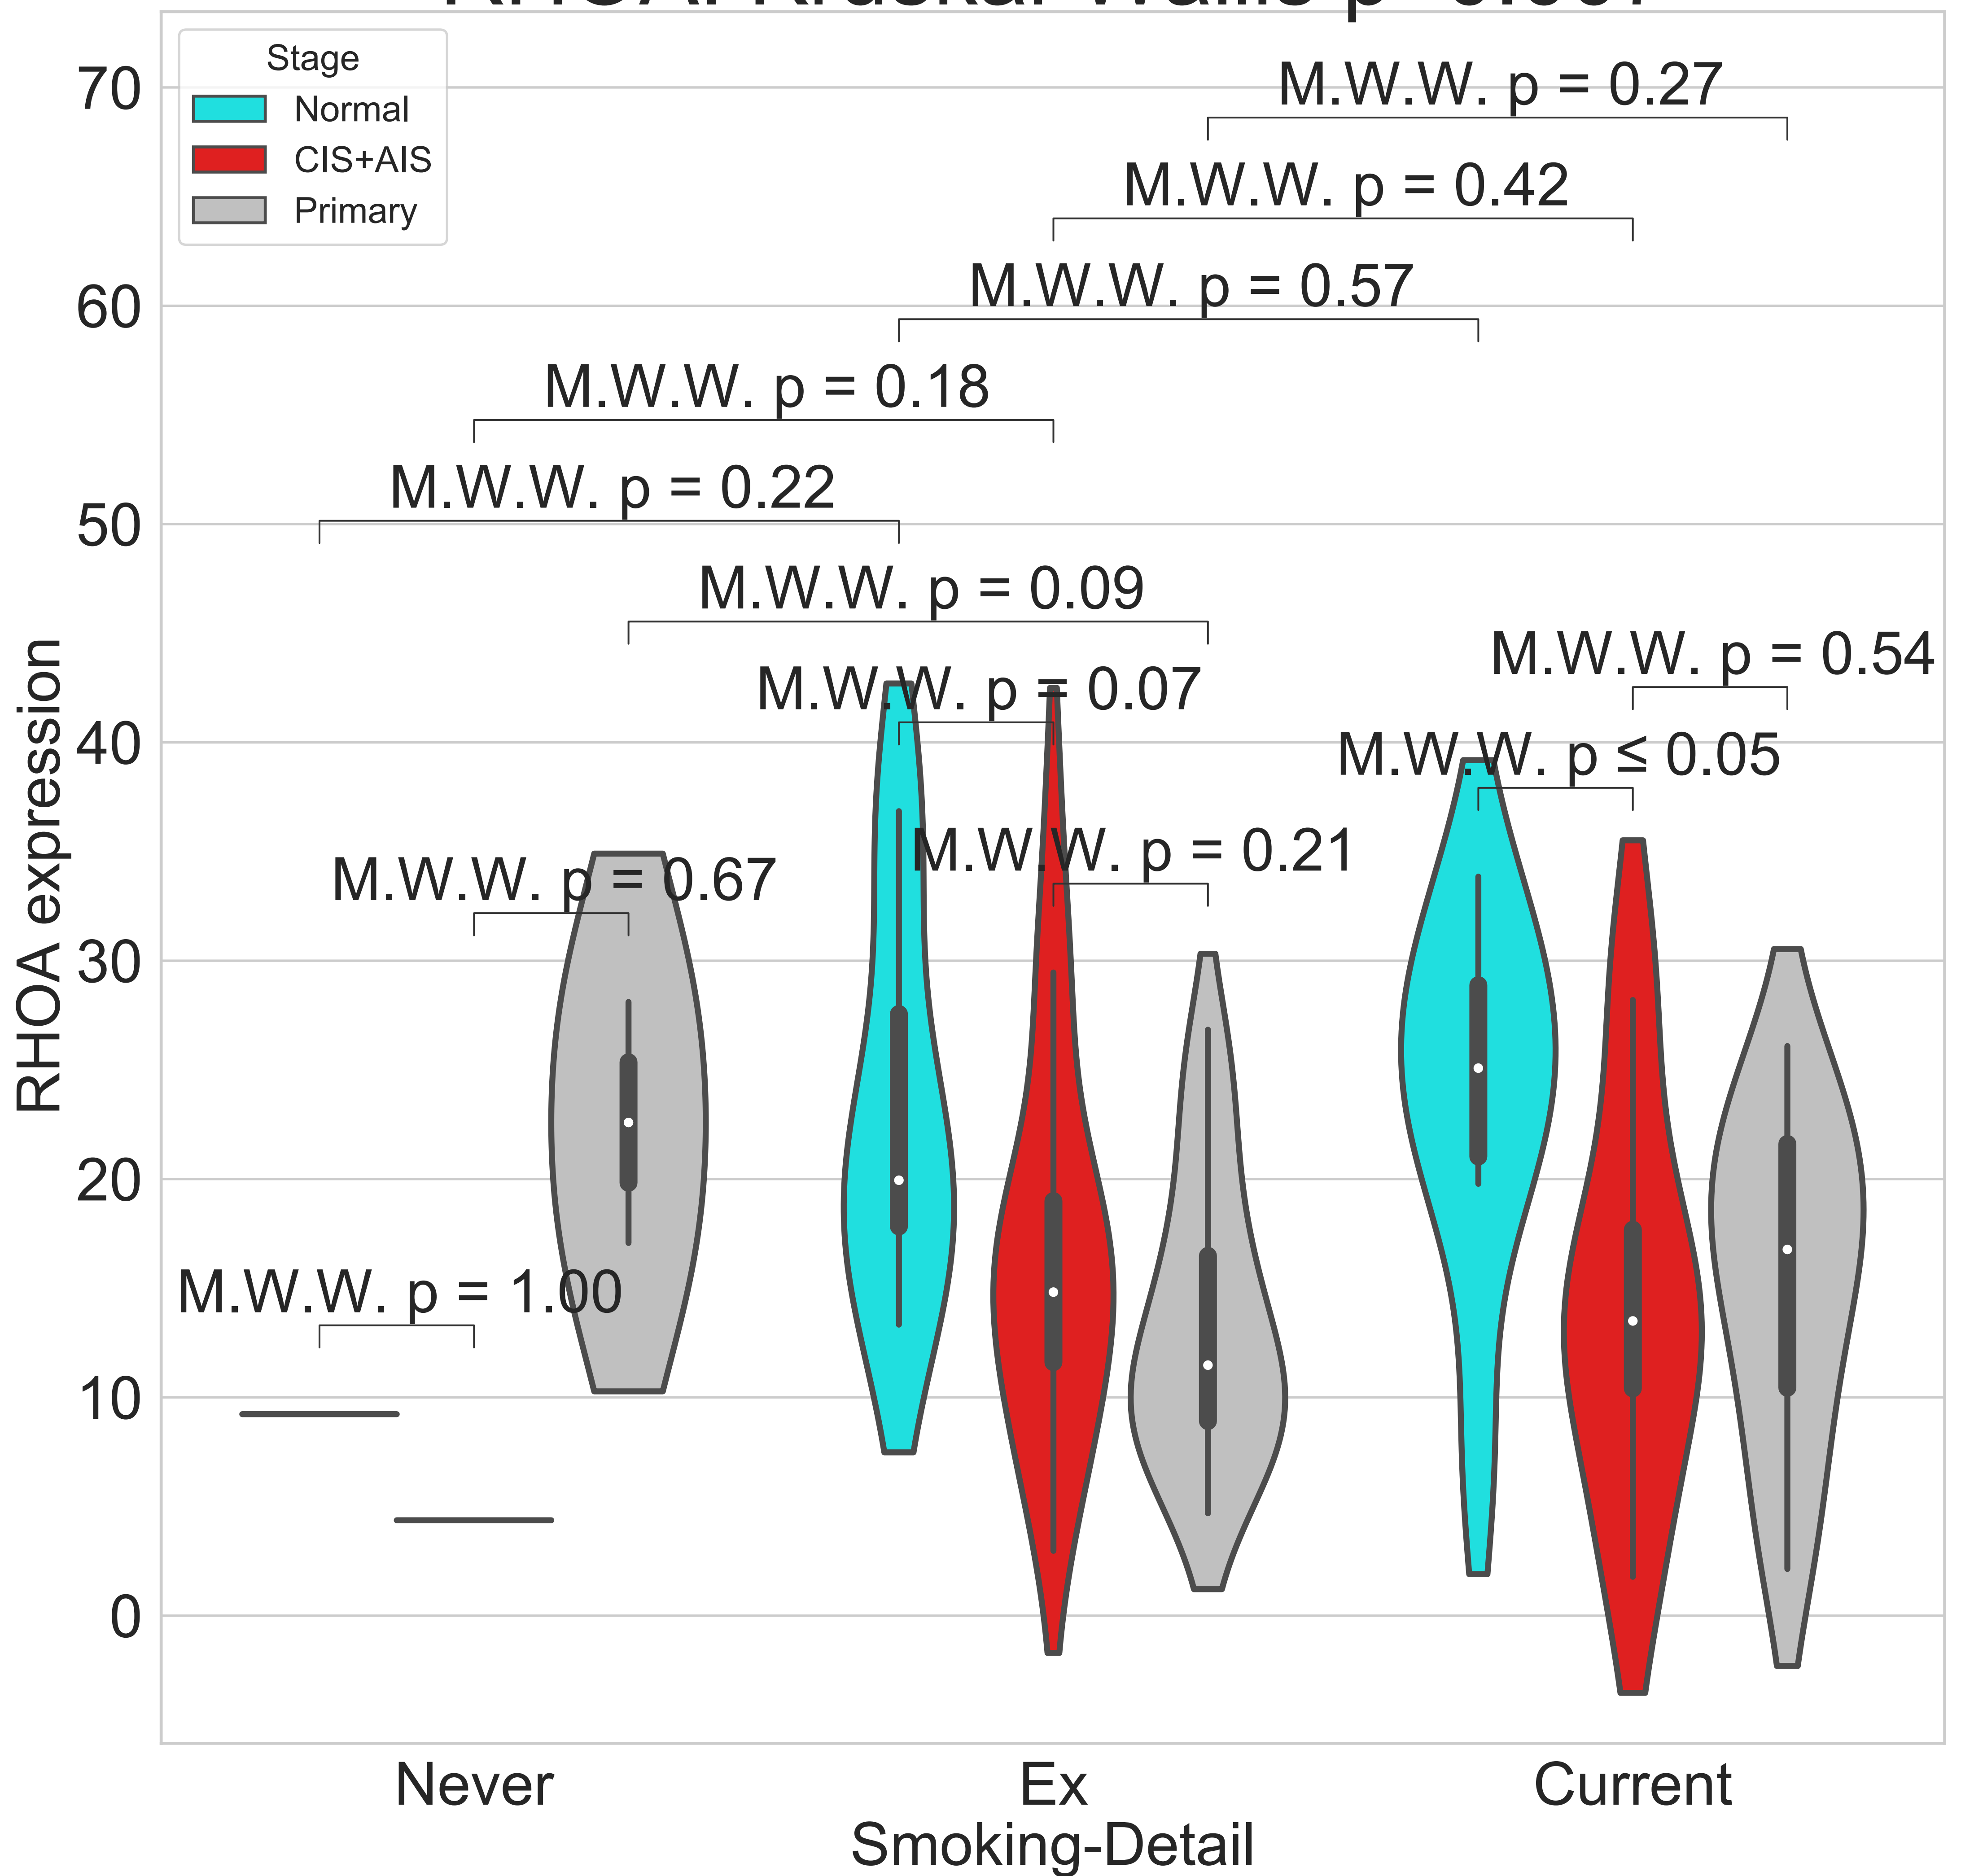 Stage
Normal
CIS+AIS
Primary
M.W.W. p = 0.27
M.W.W. p = 0.42
M.W.W. p = 0.57
M.W.W. p = 0.18
M.W.W. p = 0.22
M.W.W. p = 0.09
M.W.W. p = 0.54
M.W.W. p = 0.07
M.W.W. p ≤ 0.05
M.W.W. p = 0.21
M.W.W. p = 0.67
M.W.W. p = 1.00
RHOA expression
70
60
50
40
30
20
10
0
Never
Ex
Current
Smoking-Detail